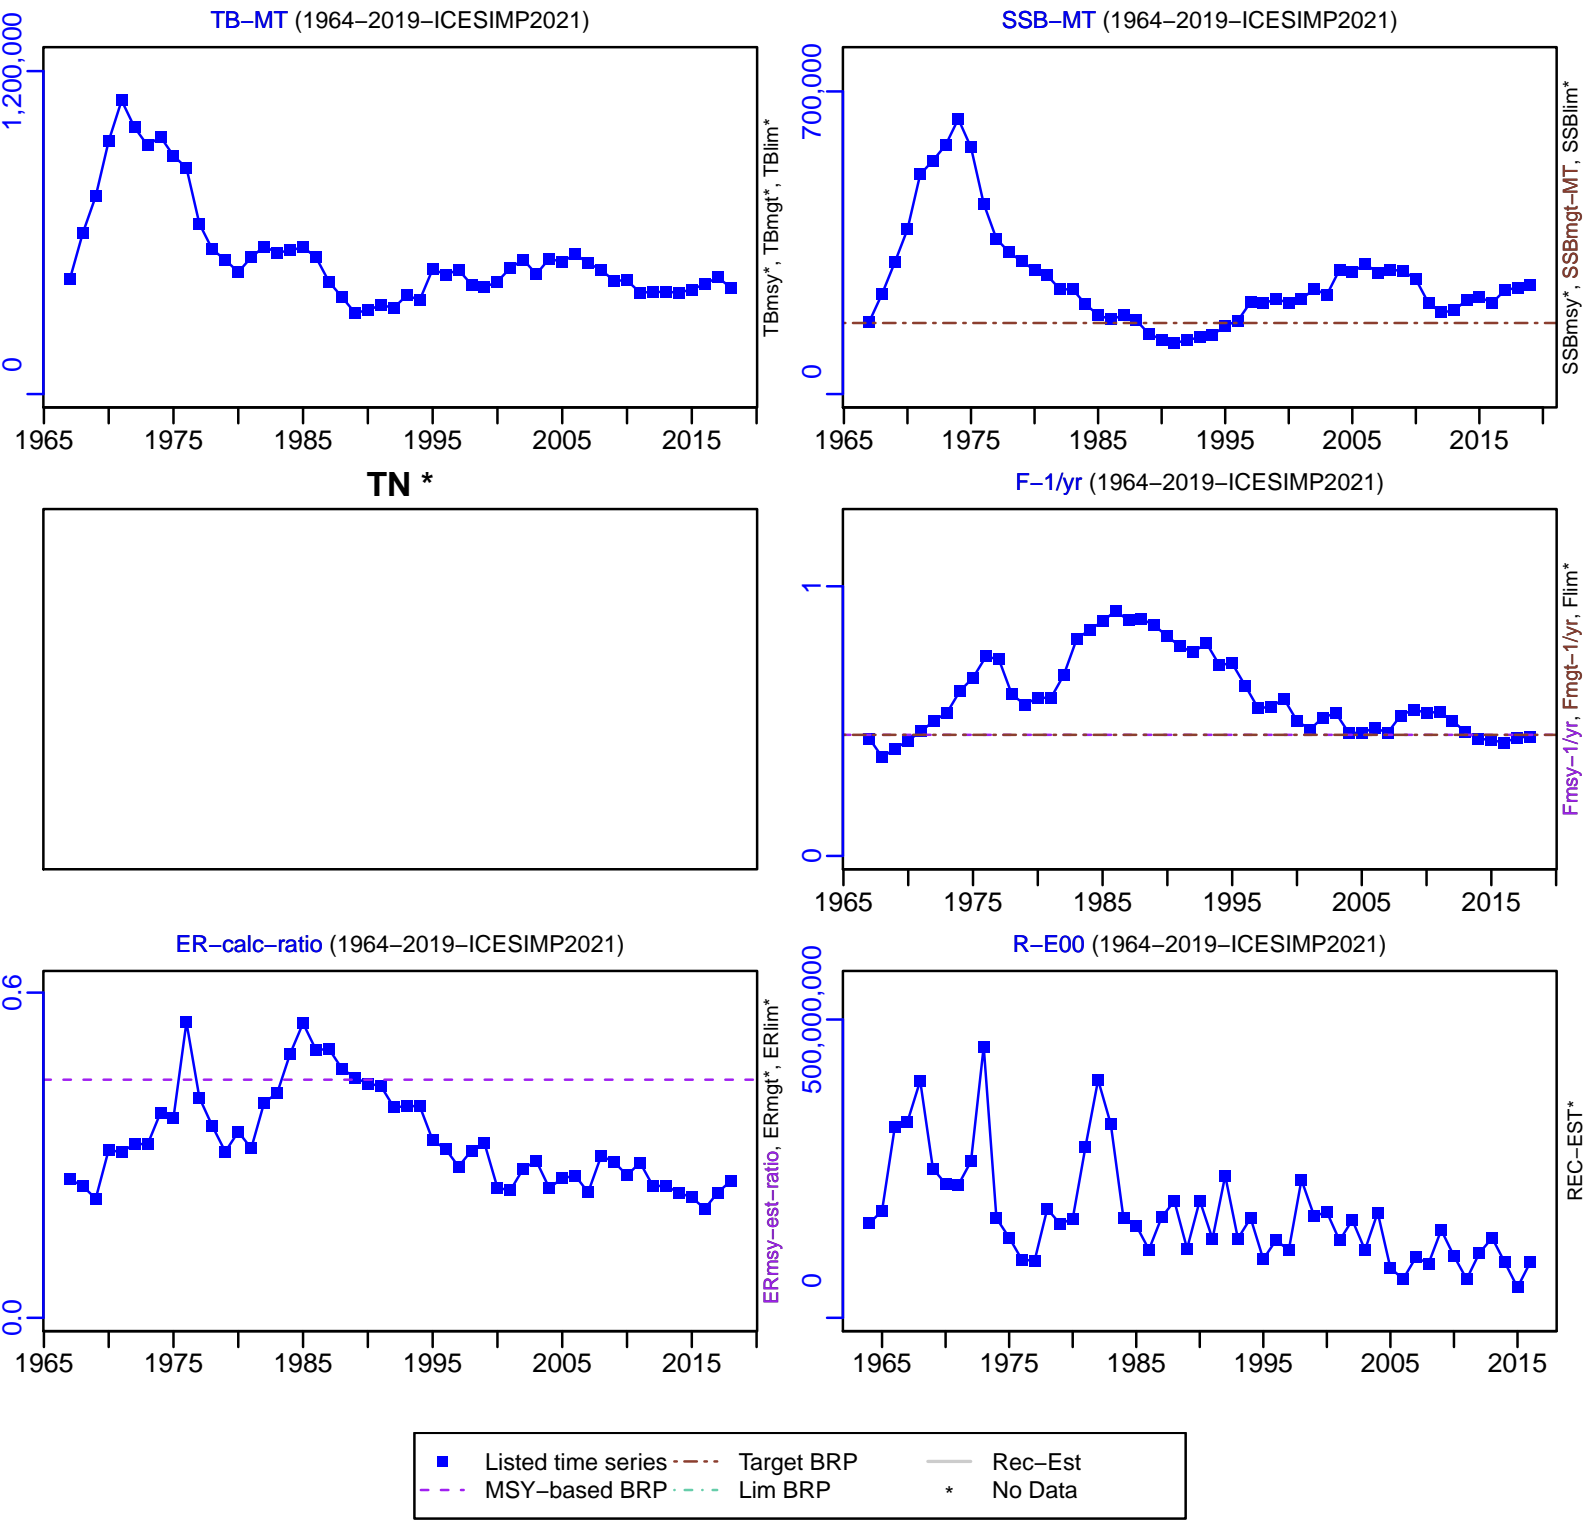 TB−MT (1964−2019−ICESIMP2021)
1,200,000
0
1965 1975 1985 1995 2005 2015
TBmsy*, TBmgt*, TBlim*
SSB−MT (1964−2019−ICESIMP2021)
700,000
0
1965 1975 1985 1995 2005 2015
SSBmsy*, SSBmgt−MT, SSBlim*
TN *
F−1/yr (1964−2019−ICESIMP2021)
1
0
1965 1975 1985 1995 2005 2015
Fmsy−1/yr, Fmgt−1/yr, Flim*
ER−calc−ratio (1964−2019−ICESIMP2021)
0.6
0.0
1965 1975 1985 1995 2005 2015
ERmsy−est−ratio, ERmgt*, ERlim*
R−E00 (1964−2019−ICESIMP2021)
500,000,000
0
1965 1975 1985 1995 2005 2015
REC−EST*
Listed time series Target BRP Rec−Est
MSY−based BRP Lim BRP * No Data